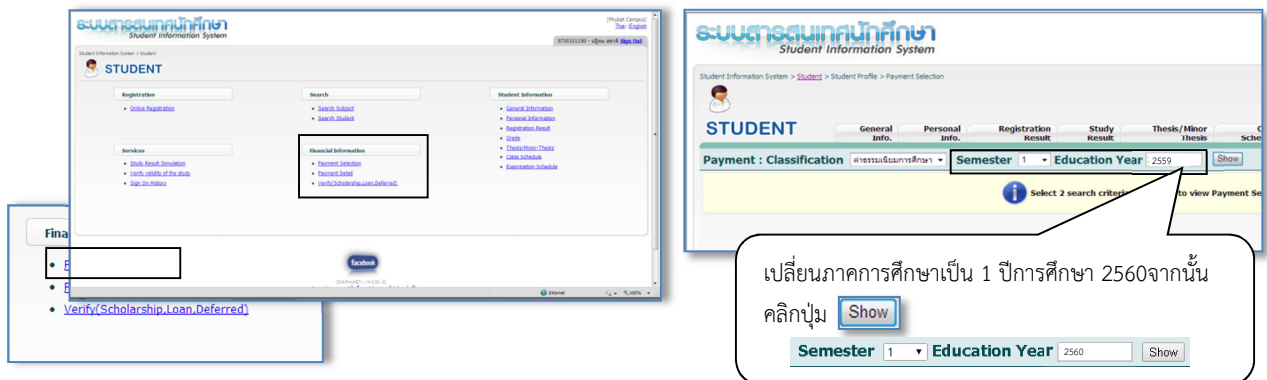 ระบบสารสนเทศนักศึกษา
Student Information System
[Phuket Campus]
Thai : English
Sign Out
Student Information System > Student
STUDENT
Registration
• Online Registration
Search
• Search Subject
• Search Student
Student Information
• General Information
• Personal Information
• Registration Result
• Grade
• Thesis/Minor Thesis
• Class Schedule
• Examination Schedule
Services
• Study Result Simulation
• Verify validity of the study
• Sign On History
Financial Information
• Payment Selection
• Payment Detail
• Verify(Scholarship,Loan,Deferred)
facebook
Internet
100%
Fina
• F
• F
• Verify(Scholarship,Loan,Deferred)
ระบบสารสนเทศนักศึกษา
Student Information System
Student Information System > Student > Student Profile > Payment Selection
STUDENT
General Info.
Personal Info.
Registration Result
Study Result
Thesis/Minor Thesis
C
Sche
Payment : Classification ค่าธรรมเนียมการศึกษา Semester 1 Education Year 2559 Show
Select 2 search criteri to view Payment Se
เปลี่ยนภาคการศึกษาเป็น 1 ปีการศึกษา 2560จากนั้น
คลิกปุ่ม Show
Semester 1 Education Year 2560 Show